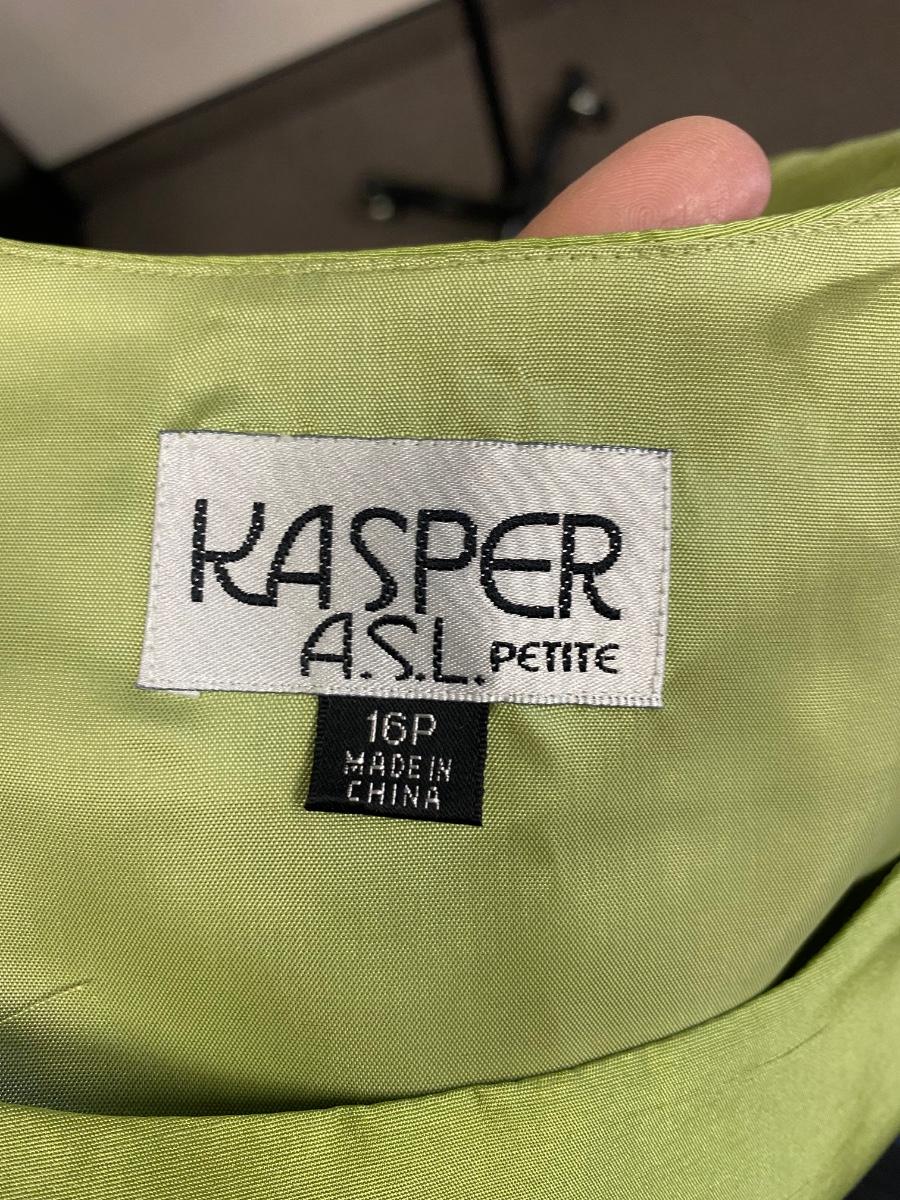 KASPER
A.S.L. PETITE
16P
MADE IN
CHINA